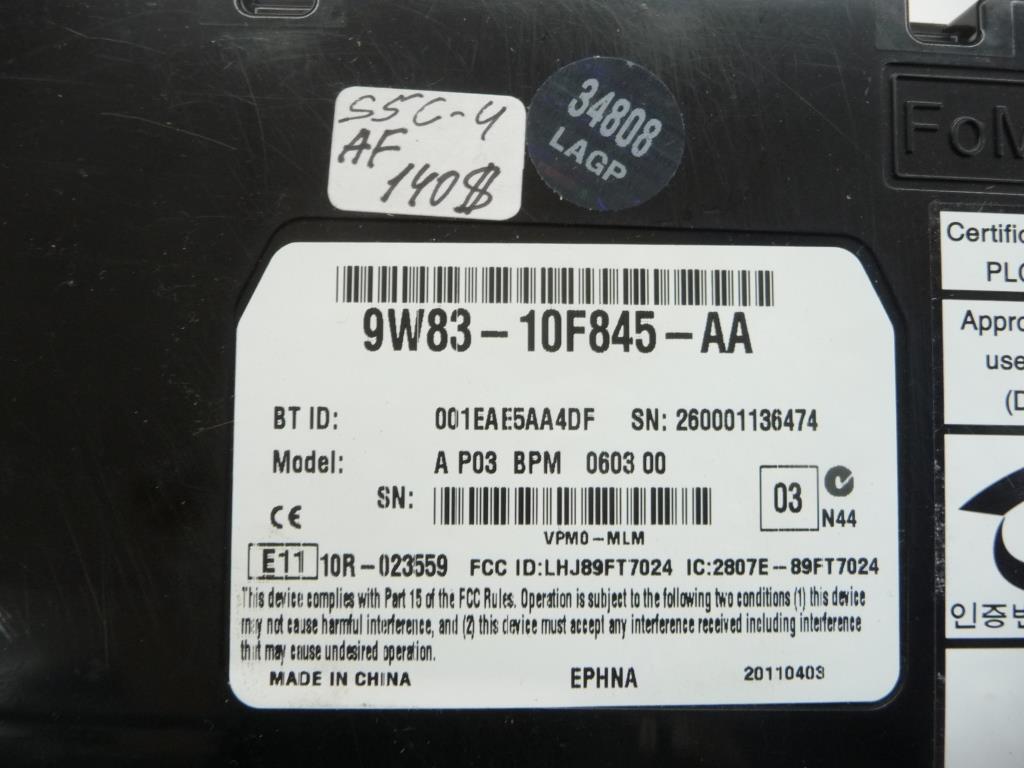 S5C-4
AF
140$
34808
LAGP
FoM
Certific
PLC
Appro
use
(D
9W83-10F845-AA
BT ID: 001EAE5AA4DF SN: 260001136474
Model: A P03 BPM 0603 00
SN:
03
N44
VPM0-MLM
CE
E11 10R-023559 FCC ID:LHJ89FT7024 IC:2807E-89FT7024
This device complies with Part 15 of the FCC Rules. Operation is subject to the following two conditions (1) this device
may not cause harmful interference, and (2) this device must accept any interference received including interference
that may cause undesired operation.
MADE IN CHINA EPHNA 20110403
인증번